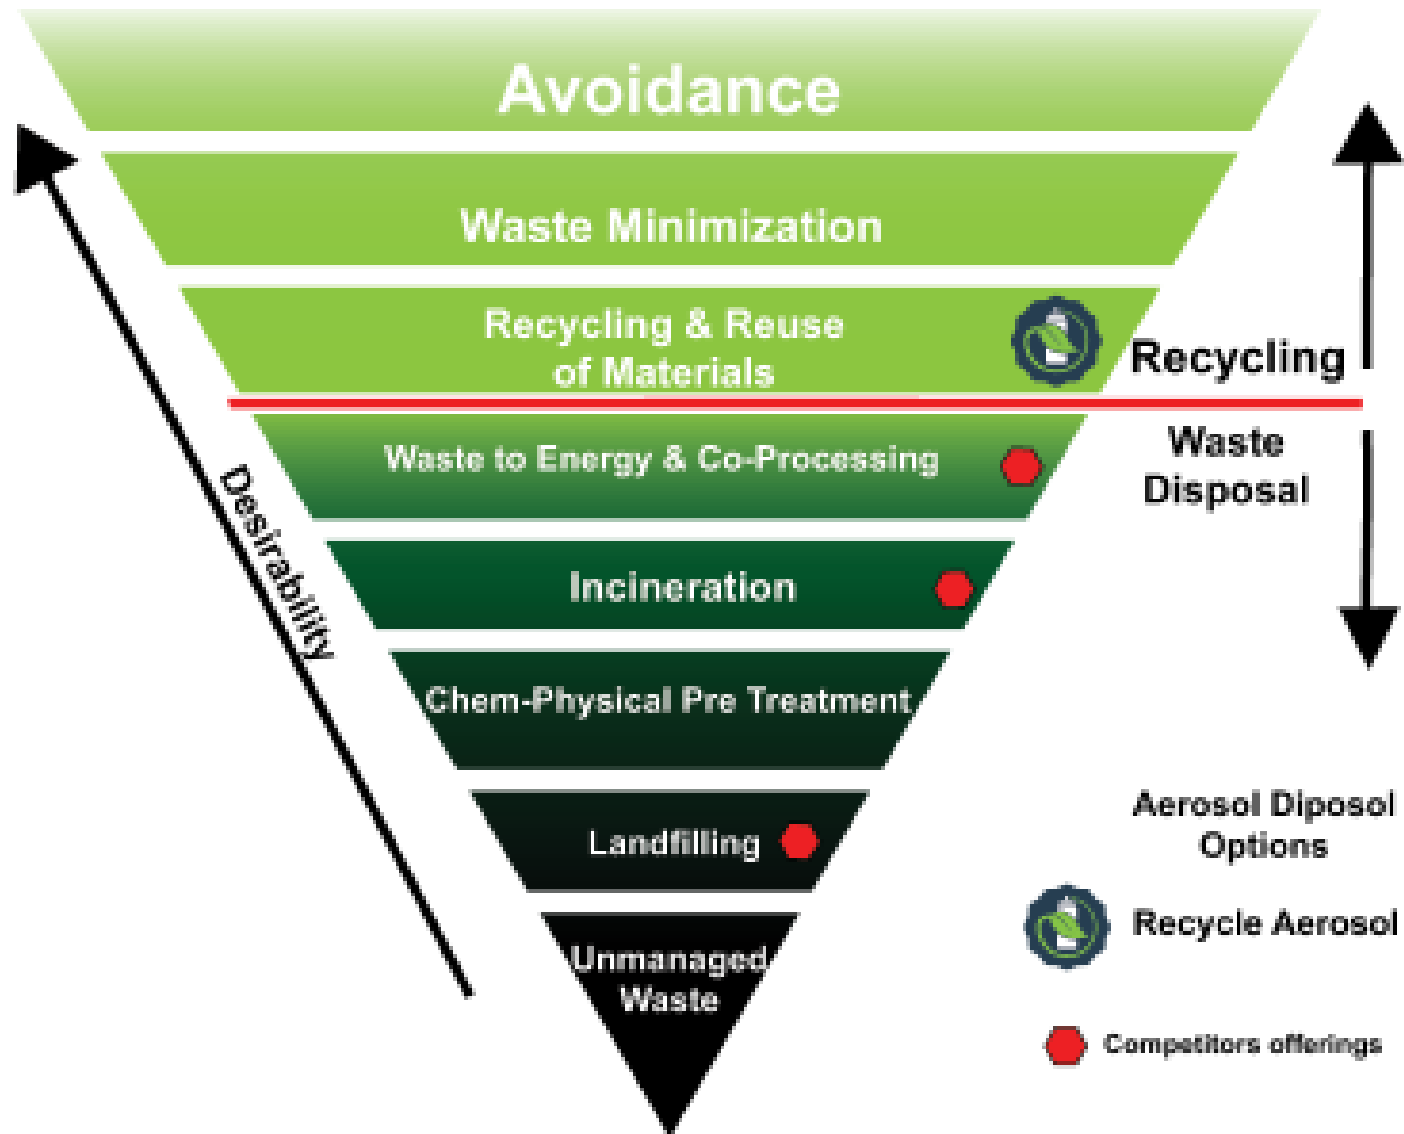 Avoidance
Waste Minimization
Recycling & Reuse
of Materials
Recycling
Waste to Energy & Co-Processing
Waste
Disposal
Desirability
Incineration
Chem-Physical Pre Treatment
Landfilling
Aerosol Diposol
Options
Recycle Aerosol
Unmanaged
Waste
Competitors offerings